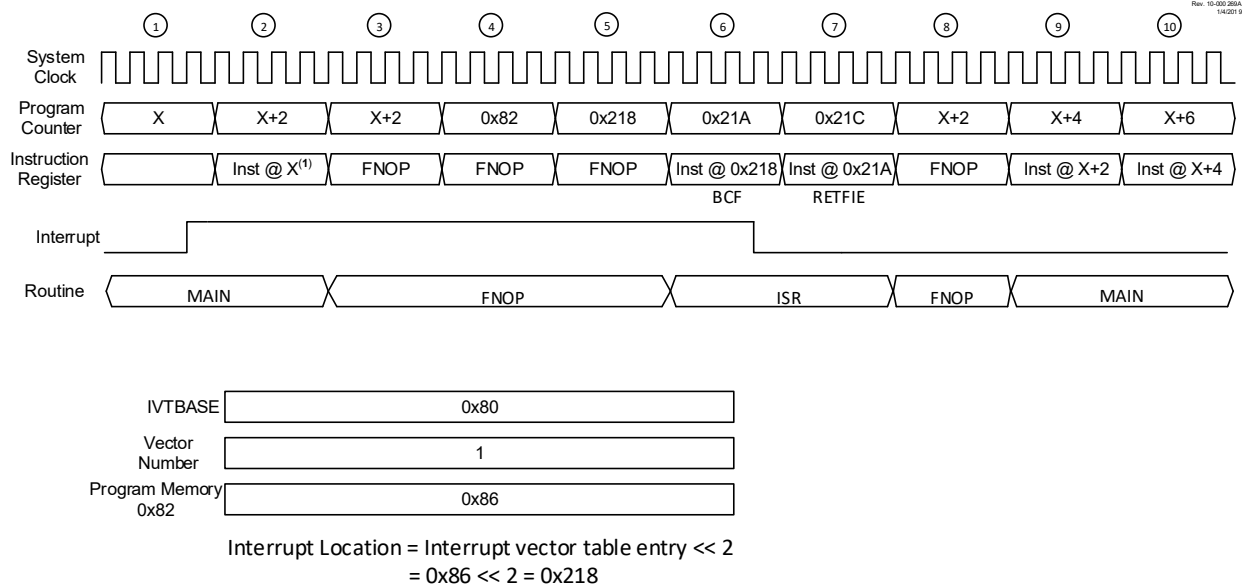 Rev. 10-000 269A
1/4/201 9
1 2 3 4 5 6 7 8 9 10
System
Clock
Program
Counter
X X+2 X+2 0x82 0x218 0x21A 0x21C X+2 X+4 X+6
Instruction
Register
Inst @ X(1) FNOP FNOP FNOP Inst @ 0x218 Inst @ 0x21A FNOP Inst @ X+2 Inst @ X+4
BCF RETFIE
Interrupt
Routine MAIN FNOP ISR FNOP MAIN
IVTBASE 0x80
Vector
Number
1
Program Memory
0x82
0x86
Interrupt Location = Interrupt vector table entry << 2
= 0x86 << 2 = 0x218